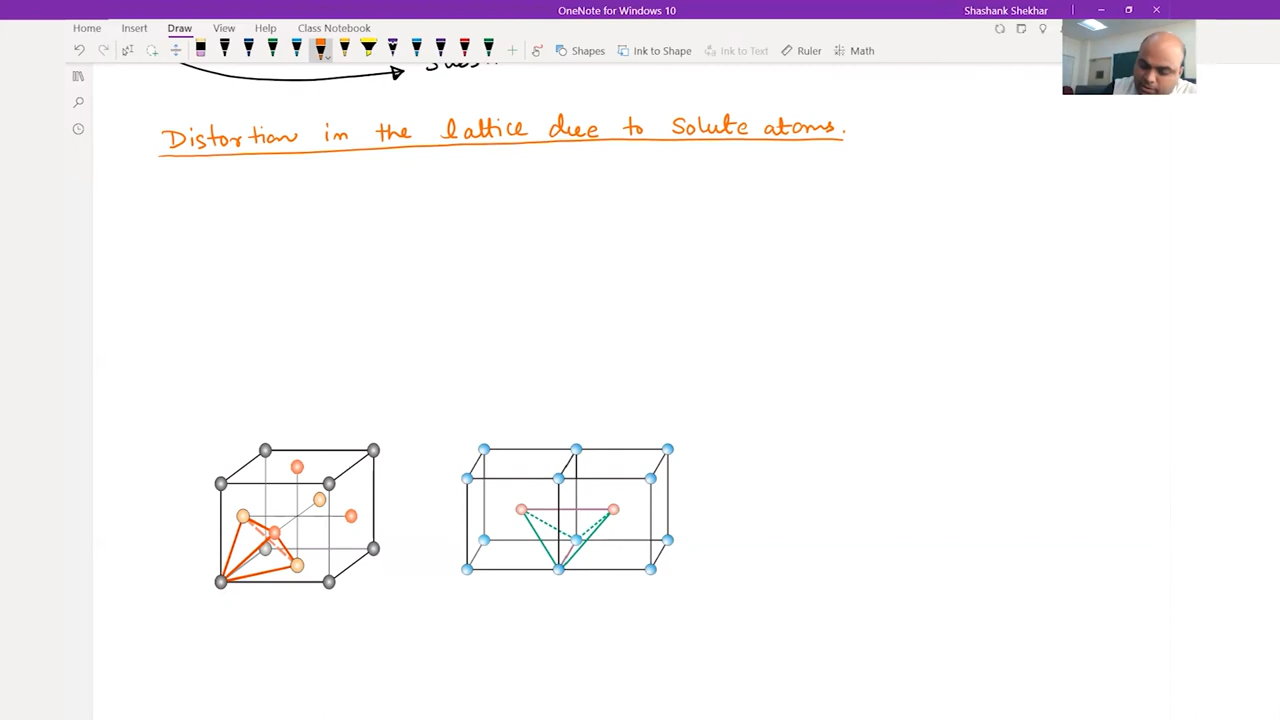 OneNote for Windows 10
Shashank Shekhar
Home Insert Draw View Help Class Notebook
Shapes Ink to Shape Ink to Text Ruler Math
Distortion in the lattice due to Solute atoms.